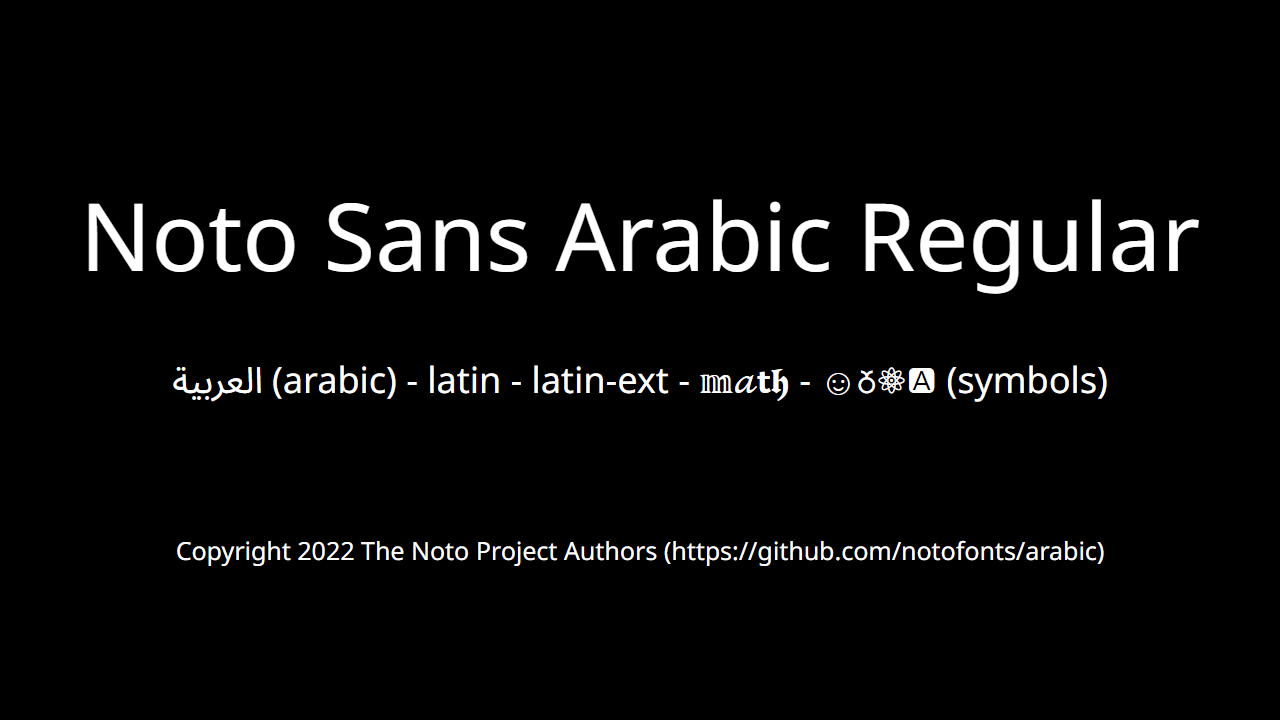 Noto Sans Arabic Regular
العربية (arabic) - latin - latin-ext - 𝕞𝒶𝘁𝖍 - ☺♉⚛🅰 (symbols)
Copyright 2022 The Noto Project Authors (https://github.com/notofonts/arabic)